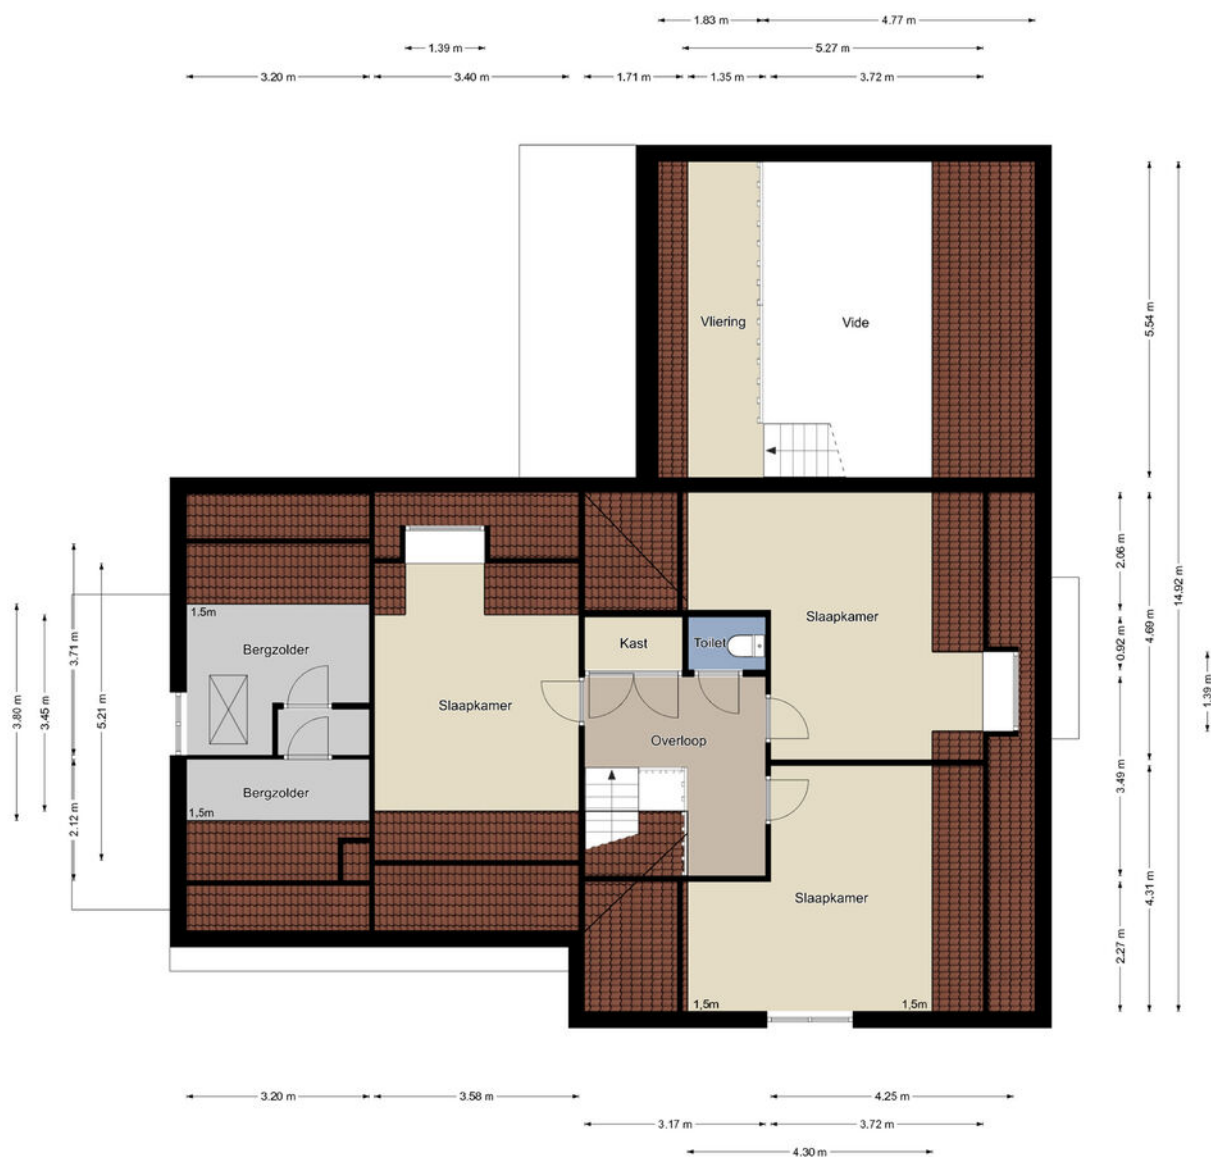 1.83 m
4.77 m
1.39 m
5.27 m
3.20 m
3.40 m
1.71 m
1.35 m
3.72 m
Vliering
Vide
5.54 m
14.92 m
2.06 m
4.69 m
0.92 m
1.39 m
3.49 m
4.31 m
2.27 m
3.71 m
3.80 m
3.45 m
5.21 m
2.12 m
1.5m
Bergzolder
Kast
Toilet
Slaapkamer
Slaapkamer
Overloop
Bergzolder
1,5m
Slaapkamer
1,5m
1,5m
3.20 m
3.58 m
4.25 m
3.17 m
3.72 m
4.30 m